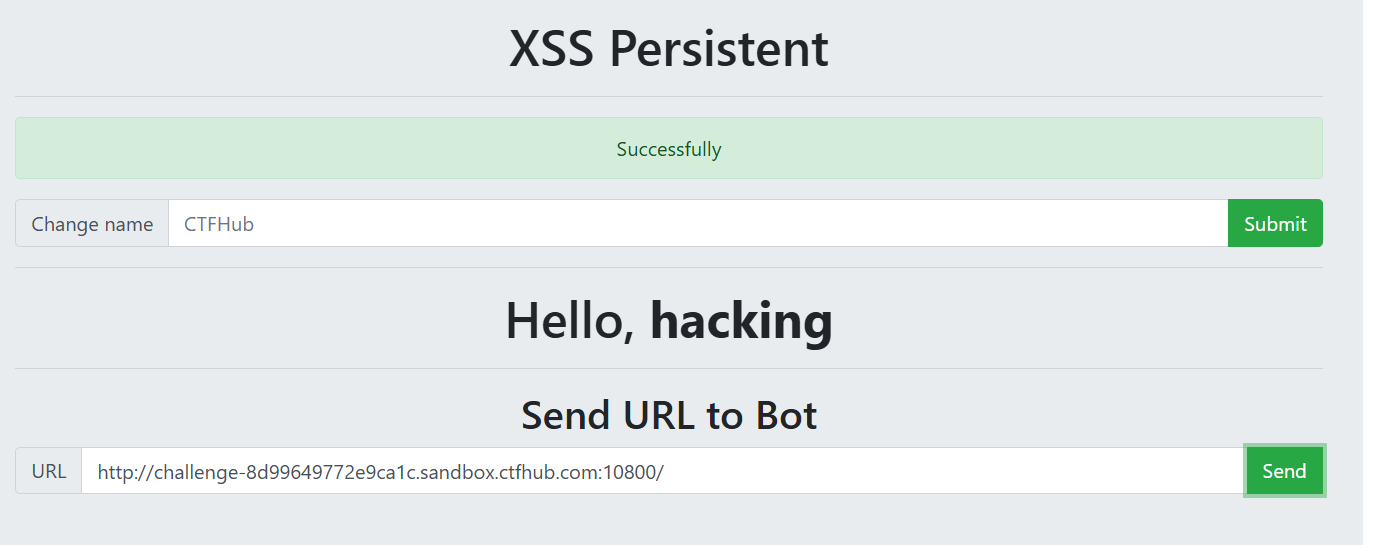 XSS Persistent
Successfully
Change name CTFHub Submit
Hello, hacking
Send URL to Bot
URL http://challenge-8d99649772e9ca1c.sandbox.ctfhub.com:10800/ Send